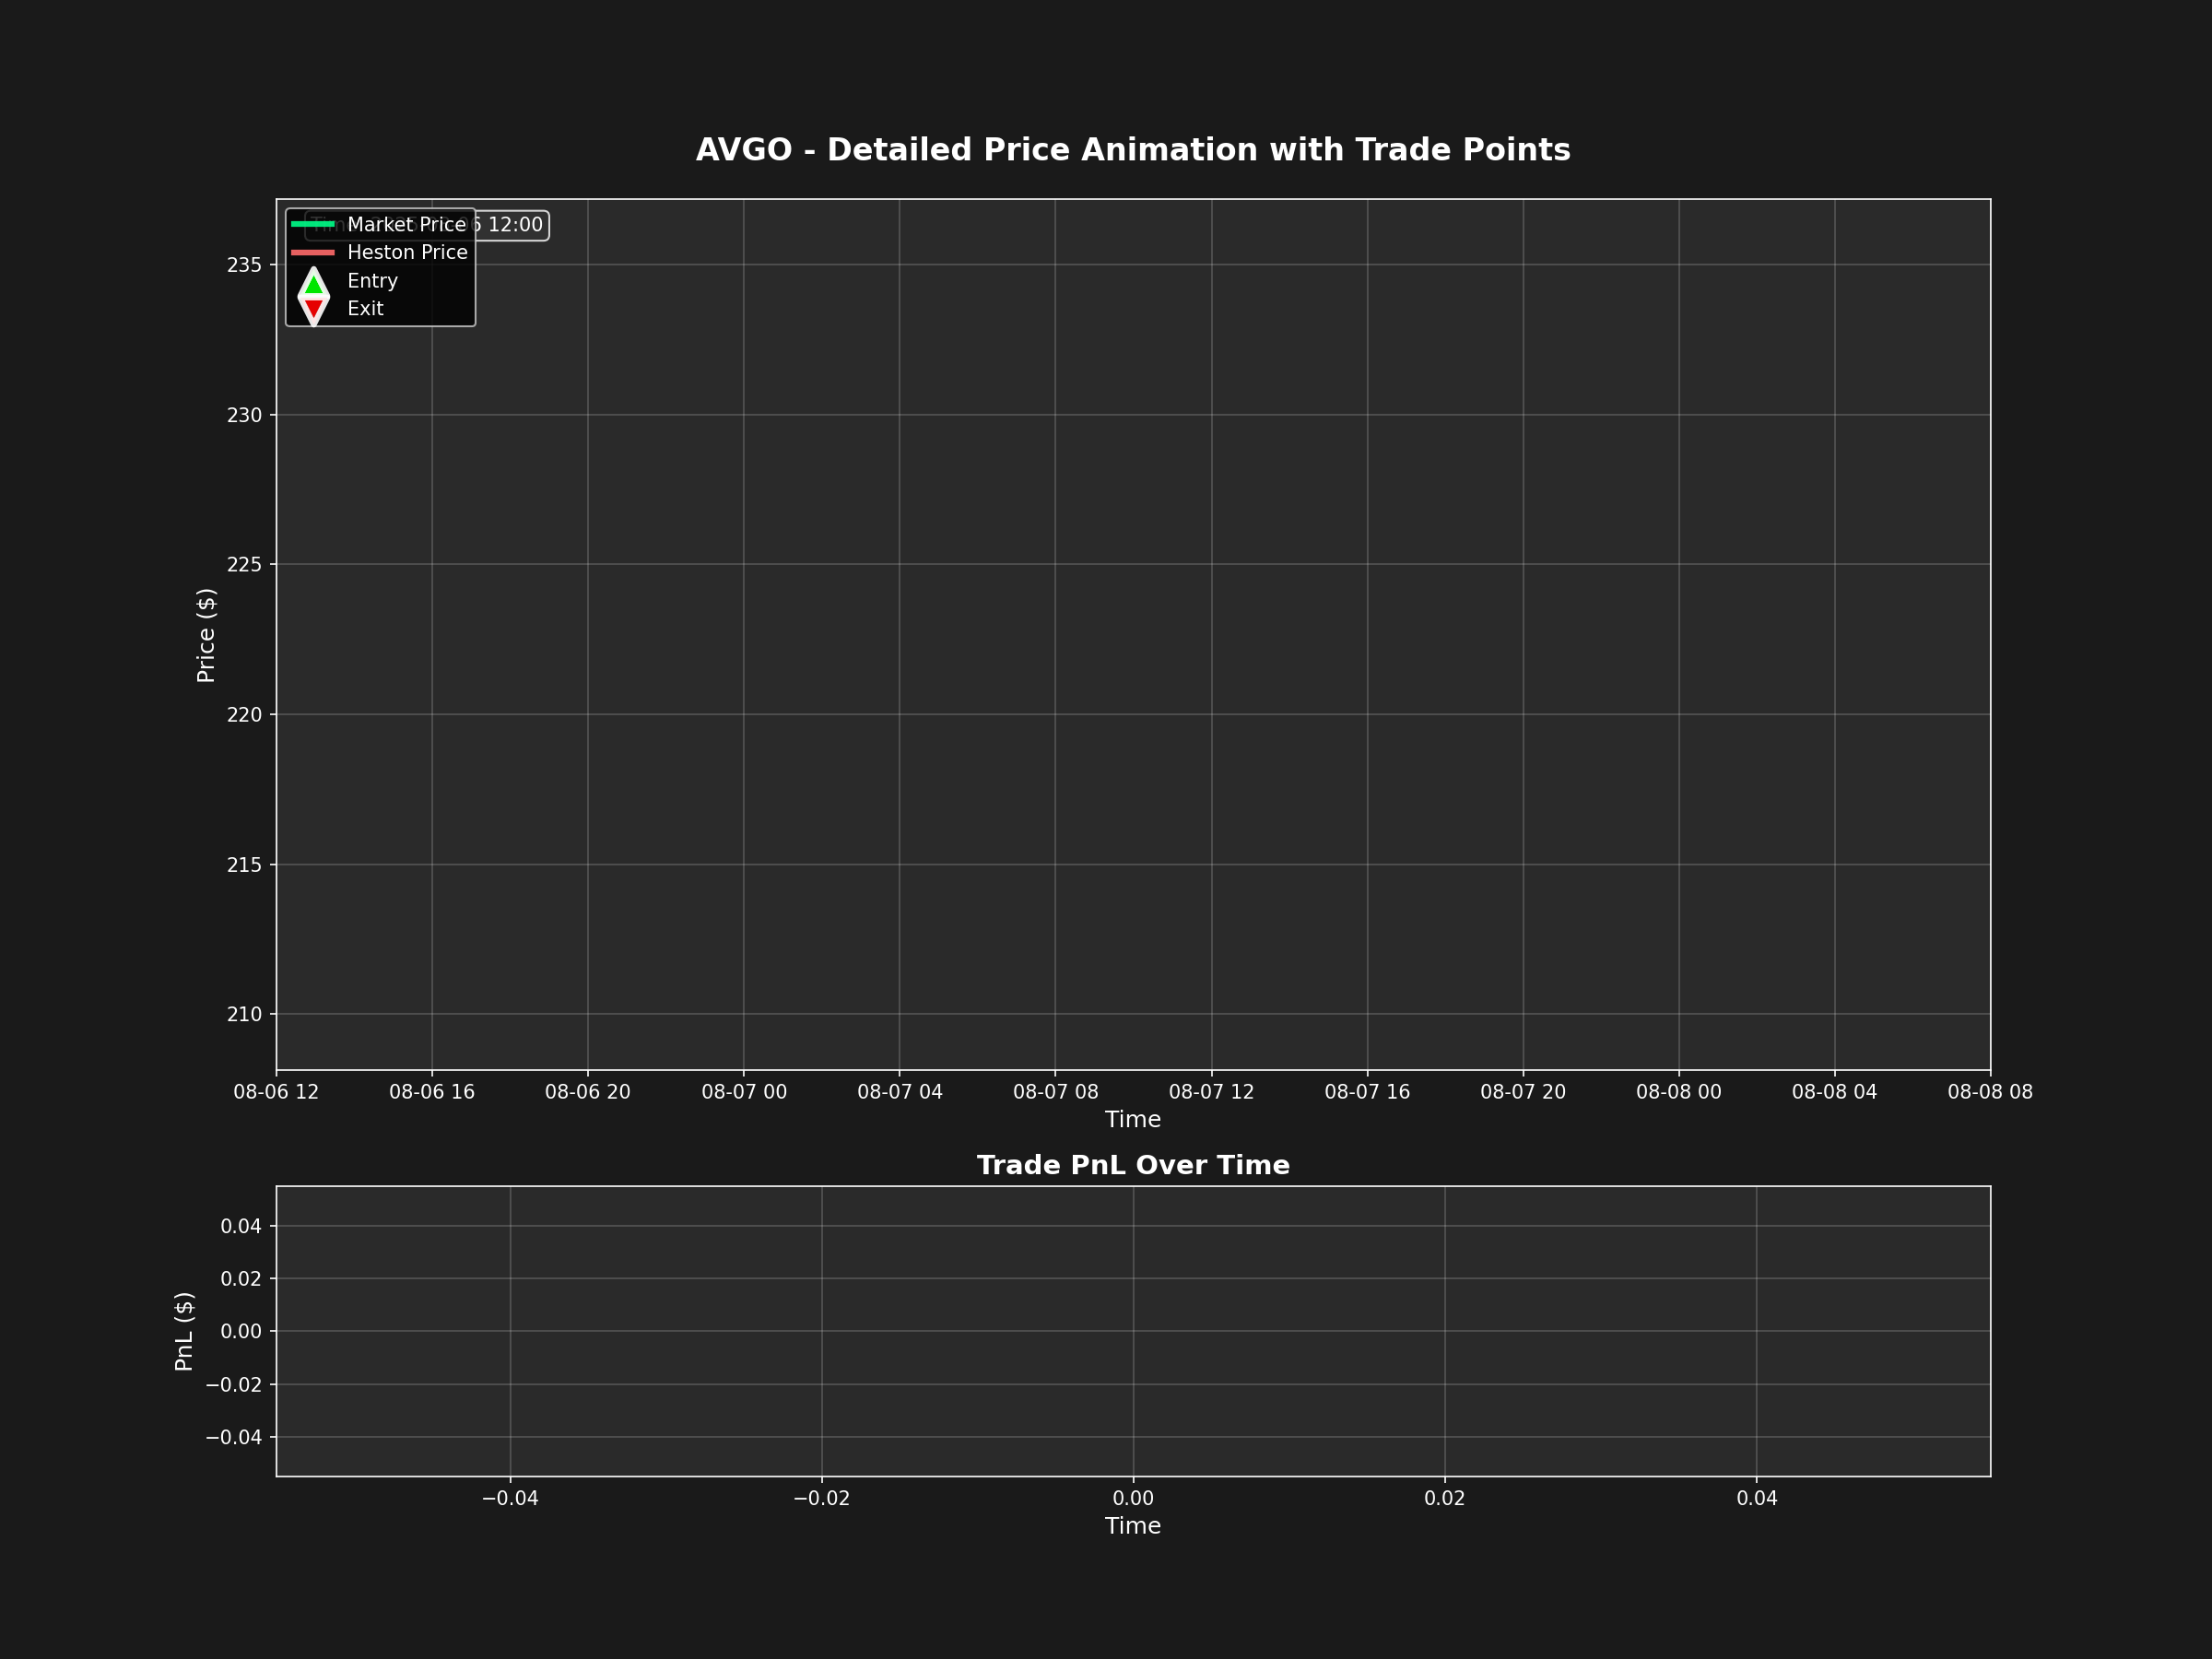 AVGO - Detailed Price Animation with Trade Points
Market Price 6 12:00
Heston Price
Entry
Exit
235
230
225
220
215
210
Price ($)
08-06 12 08-06 16 08-06 20 08-07 00 08-07 04 08-07 08 08-07 12 08-07 16 08-07 20 08-08 00 08-08 04 08-08 08
Time
Trade PnL Over Time
0.04
0.02
0.00
−0.02
−0.04
PnL ($)
−0.04 −0.02 0.00 0.02 0.04
Time